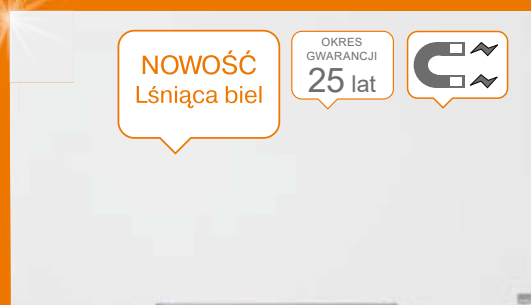 NOWOŚĆ
Lśniąca biel
OKRES
GWARANCJI
25 lat